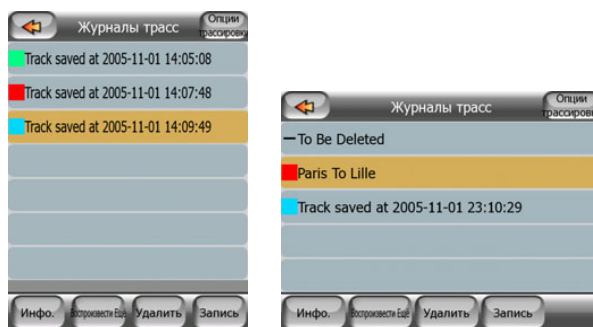 Журналы трасс
Опции
трассировки
Track saved at 2005-11-01 14:05:08
Track saved at 2005-11-01 14:07:48
Track saved at 2005-11-01 14:09:49
Инфо. Воспроизвести Ещё Удалить Запись
Журналы трасс
Опции
трассировки
To Be Deleted
Paris To Lille
Track saved at 2005-11-01 23:10:29
Инфо. Воспроизвести Ещё Удалить Запись